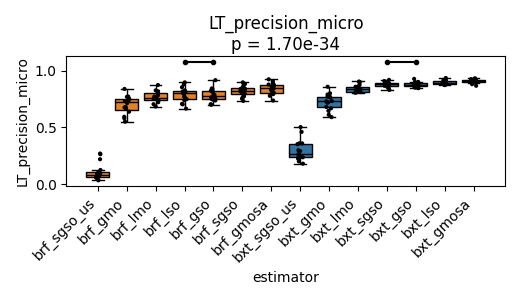 LT_precision_micro
p = 1.70e-34
LT_precision_micro
1.0
0.5
0.0
brf_sgso_us
brf_gmo
brf_lmo
brf_lso
brf_gso
brf_sgso
brf_gmosa
bxt_sgso_us
bxt_gmo
bxt_lmo
bxt_sgso
bxt_gso
bxt_lso
bxt_gmosa
estimator